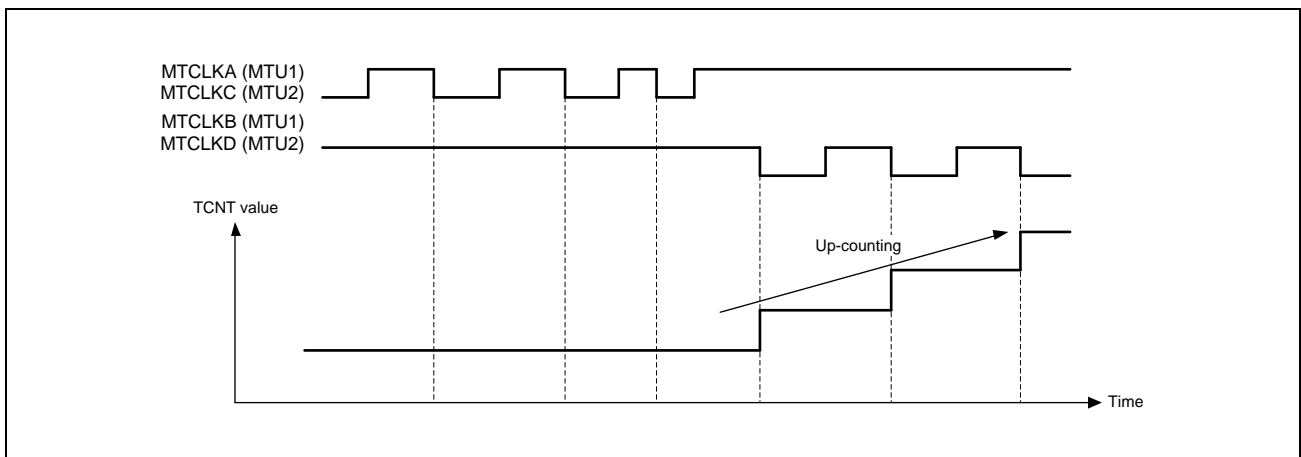 MTCLKA (MTU1)
MTCLKC (MTU2)
MTCLKB (MTU1)
MTCLKD (MTU2)
TCNT value
Up-counting
Time